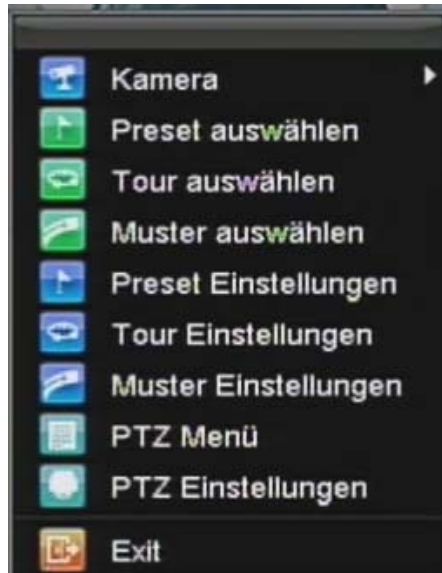 Kamera
Preset auswählen
Tour auswählen
Muster auswählen
Preset Einstellungen
Tour Einstellungen
Muster Einstellungen
PTZ Menü
PTZ Einstellungen
Exit